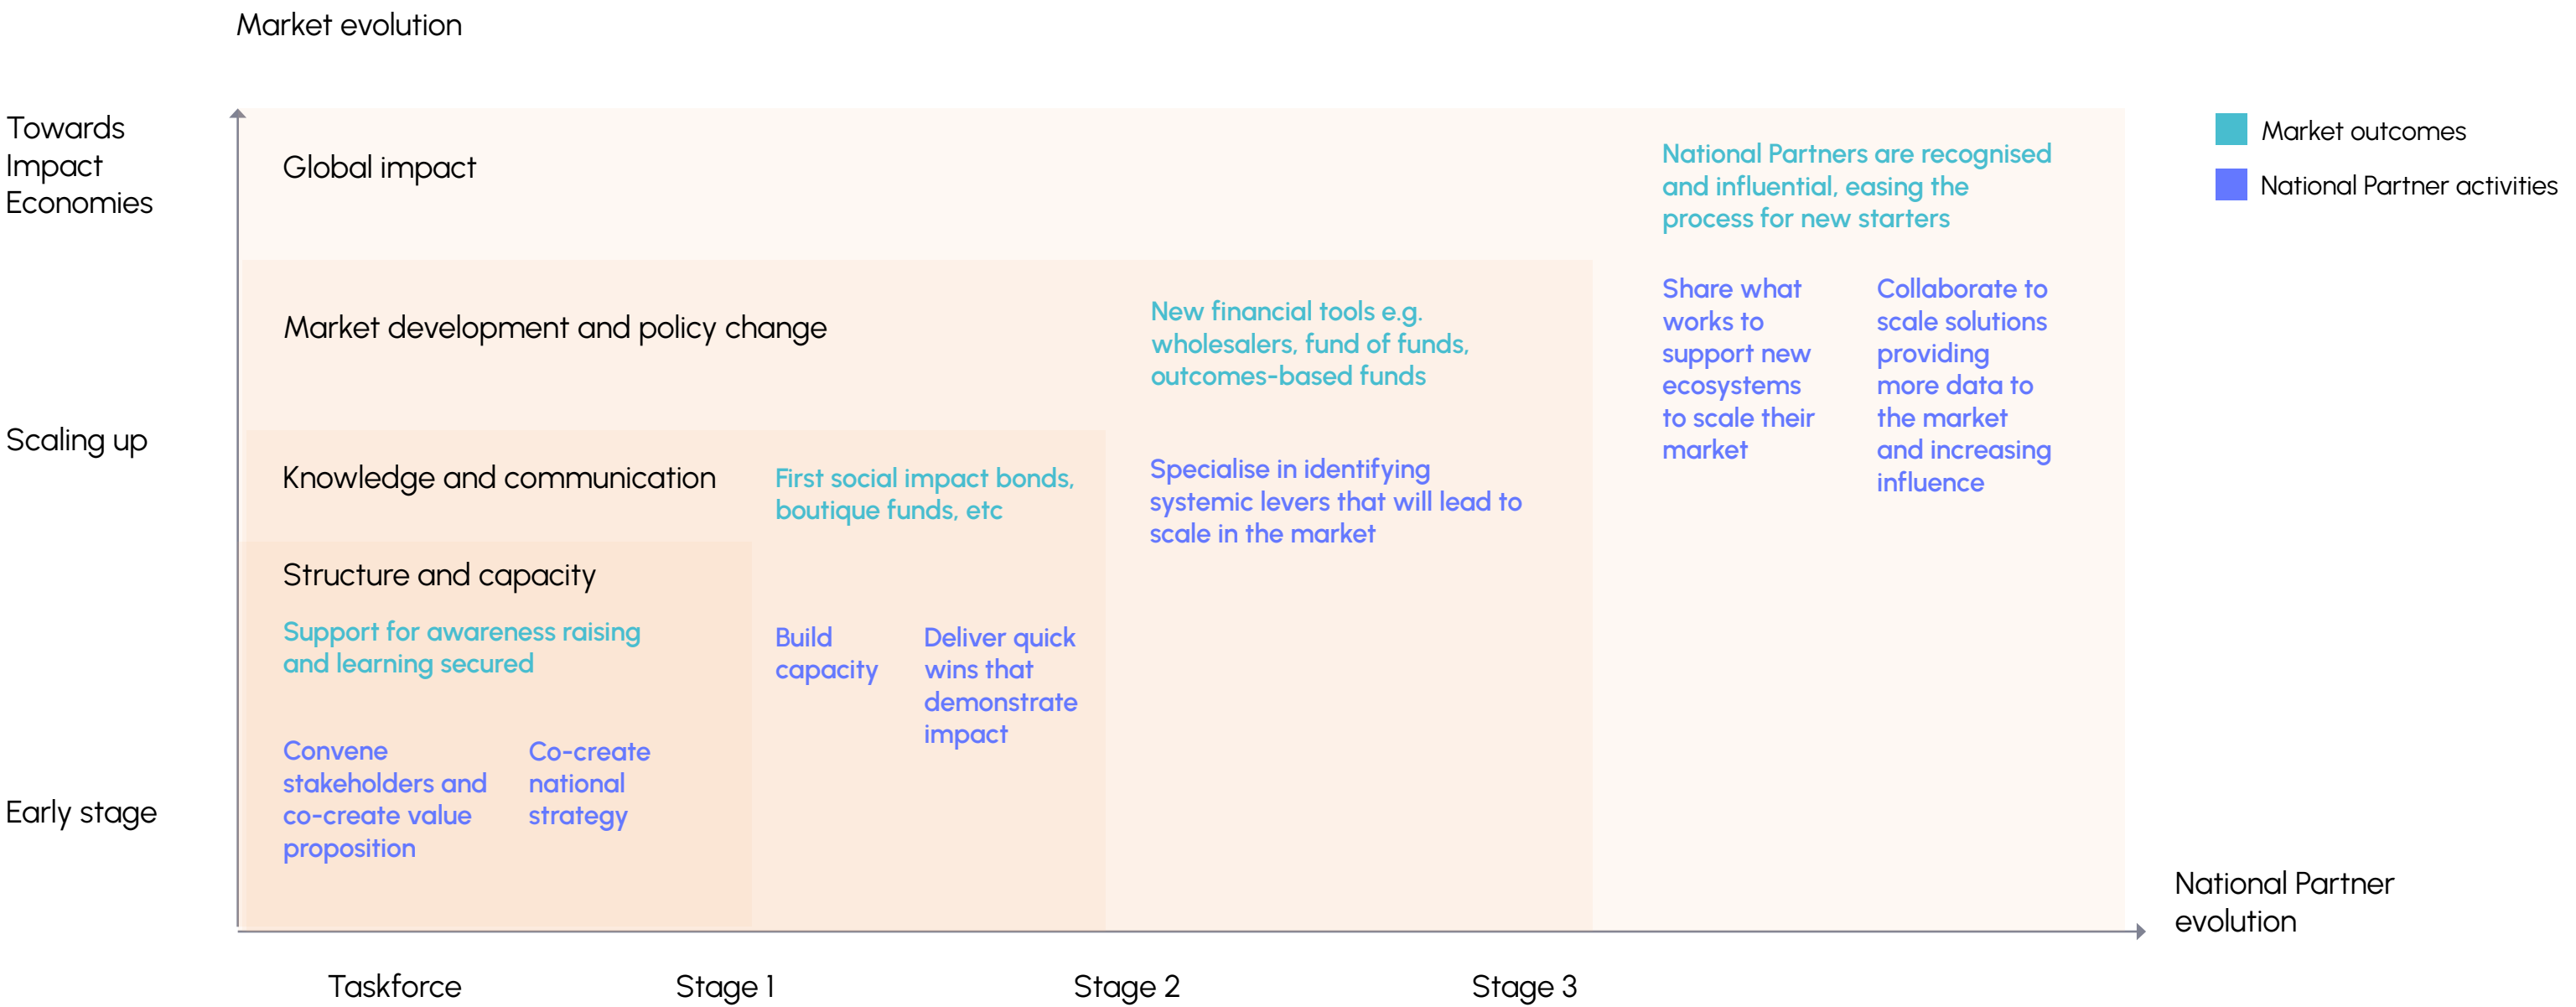 Market evolution
Towards
Impact
Economies
Scaling up
Early stage
Global impact
National Partners are recognised
and influential, easing the
process for new starters
Share what
works to
support new
ecosystems
to scale their
market
Collaborate to
scale solutions
providing
more data to
the market
and increasing
influence
Market development and policy change
New financial tools e.g.
wholesalers, fund of funds,
outcomes-based funds
Specialise in identifying
systemic levers that will lead to
scale in the market
Knowledge and communication
First social impact bonds,
boutique funds, etc
Build
capacity
Deliver quick
wins that
demonstrate
impact
Structure and capacity
Support for awareness raising
and learning secured
Convene
stakeholders and
co-create value
proposition
Co-create
national
strategy
Market outcomes
National Partner activities
National Partner
evolution
Taskforce
Stage 1
Stage 2
Stage 3